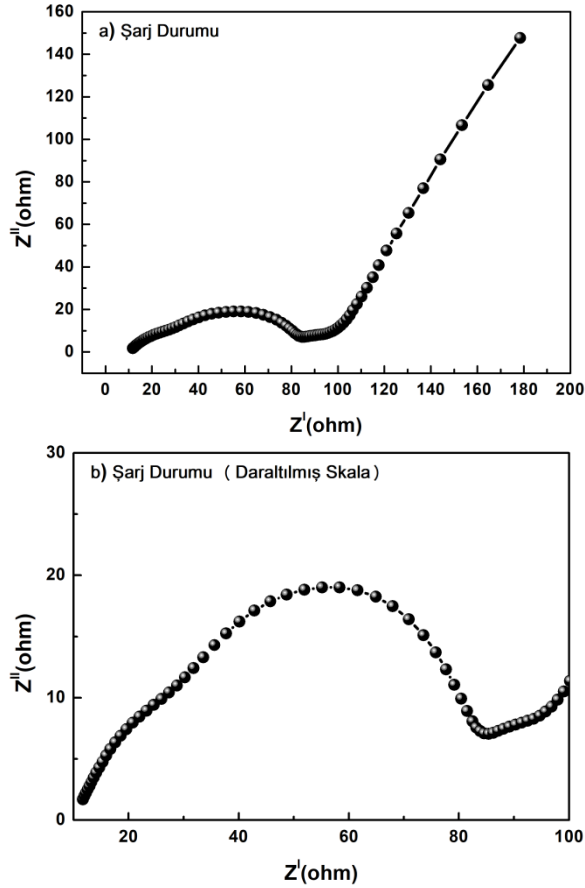 a) Şarj Durumu
160
140
120
100
80
60
40
20
0
Z^II(ohm)
0 20 40 60 80 100 120 140 160 180 200
Z^I(ohm)
b) Şarj Durumu ( Daraltılmış Skala )
30
20
10
0
Z^II(ohm)
20 40 60 80 100
Z^I(ohm)